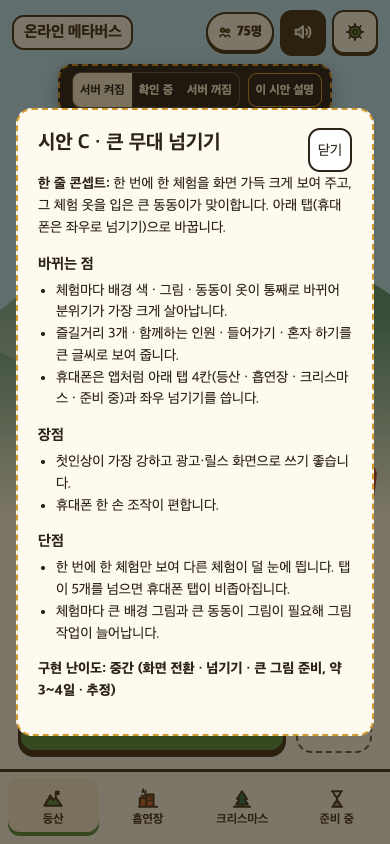 온라인 메타버스
75명
서버 켜짐
확인 중
서버 꺼짐
이 시안 설명
시안 C · 큰 무대 넘기기
닫기
한 줄 콘셉트: 한 번에 한 체험을 화면 가득 크게 보여 주고,
그 체험 옷을 입은 큰 동동이가 맞이합니다. 아래 탭(휴대
폰은 좌우로 넘기기)으로 바꿉니다.
바뀌는 점
• 체험마다 배경 색 · 그림 · 동동이 옷이 통째로 바뀌어
분위기가 가장 크게 살아납니다.
• 즐길거리 3개 · 함께하는 인원 · 들어가기 · 혼자 하기를
큰 글씨로 보여 줍니다.
• 휴대폰은 앱처럼 아래 탭 4칸(등산 · 흡연장 · 크리스마
스 · 준비 중)과 좌우 넘기기를 씁니다.
장점
• 첫인상이 가장 강하고 광고·릴스 화면으로 쓰기 좋습니
다.
• 휴대폰 한 손 조작이 편합니다.
단점
• 한 번에 한 체험만 보여 다른 체험이 덜 눈에 띕니다. 탭
이 5개를 넘으면 휴대폰 탭이 비좁아집니다.
• 체험마다 큰 배경 그림과 큰 동동이 그림이 필요해 그림
작업이 늘어납니다.
구현 난이도: 중간 (화면 전환 · 넘기기 · 큰 그림 준비, 약
3~4일 · 추정)
등산
흡연장
크리스마스
준비 중